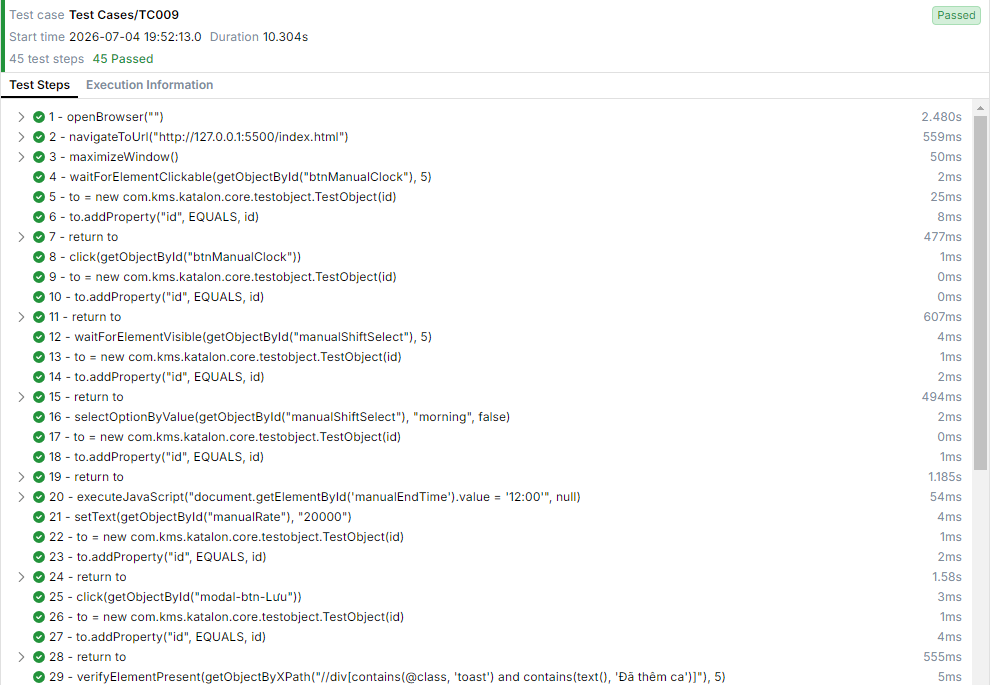 Test case Test Cases/TC009 Passed
Start time 2026-07-04 19:52:13.0 Duration 10.304s
45 test steps 45 Passed
Test Steps Execution Information
1 - openBrowser("") 2.480s
2 - navigateToUrl("http://127.0.0.1:5500/index.html") 559ms
3 - maximizeWindow() 50ms
4 - waitForElementClickable(getObjectById("btnManualClock"), 5) 2ms
5 - to = new com.kms.katalon.core.testobject.TestObject(id) 25ms
6 - to.addProperty("id", EQUALS, id) 8ms
7 - return to 477ms
8 - click(getObjectById("btnManualClock")) 1ms
9 - to = new com.kms.katalon.core.testobject.TestObject(id) 0ms
10 - to.addProperty("id", EQUALS, id) 0ms
11 - return to 607ms
12 - waitForElementVisible(getObjectById("manualShiftSelect"), 5) 4ms
13 - to = new com.kms.katalon.core.testobject.TestObject(id) 1ms
14 - to.addProperty("id", EQUALS, id) 2ms
15 - return to 494ms
16 - selectOptionByValue(getObjectById("manualShiftSelect"), "morning", false) 2ms
17 - to = new com.kms.katalon.core.testobject.TestObject(id) 0ms
18 - to.addProperty("id", EQUALS, id) 1ms
19 - return to 1.185s
20 - executeJavaScript("document.getElementById('manualEndTime').value = '12:00'", null) 54ms
21 - setText(getObjectById("manualRate"), "20000") 4ms
22 - to = new com.kms.katalon.core.testobject.TestObject(id) 1ms
23 - to.addProperty("id", EQUALS, id) 2ms
24 - return to 1.58s
25 - click(getObjectById("modal-btn-Lưu")) 3ms
26 - to = new com.kms.katalon.core.testobject.TestObject(id) 1ms
27 - to.addProperty("id", EQUALS, id) 4ms
28 - return to 555ms
29 - verifyElementPresent(getObjectByXPath("//div[contains(@class, 'toast') and contains(text(), 'Đã thêm ca')]"), 5) 5ms